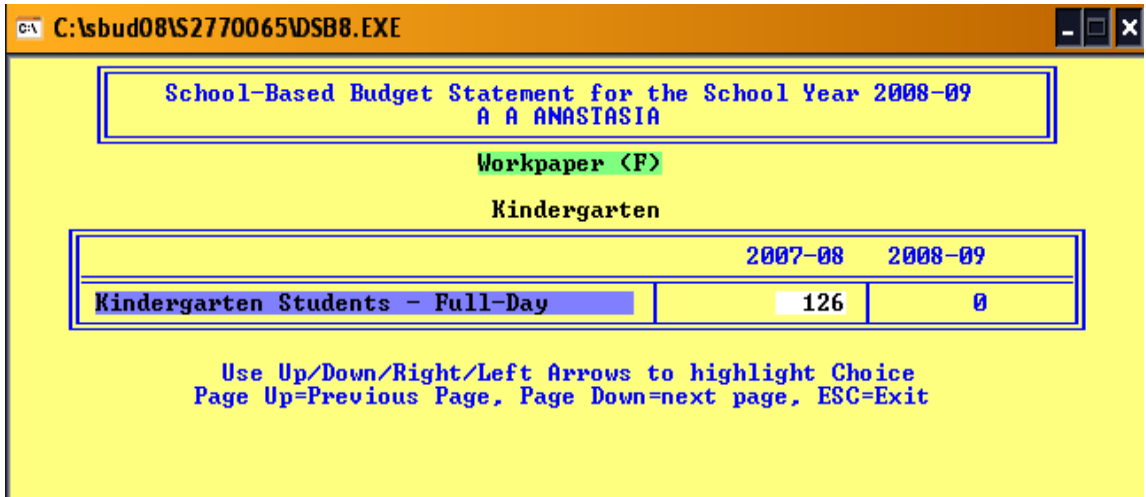 C:\sbud08\S2770065\DSB8.EXE
School-Based Budget Statement for the School Year 2008-09
A A ANASTASIA
Workpaper (F)
Kindergarten
2007-08 2008-09
Kindergarten Students - Full-Day 126 0
Use Up/Down/Right/Left Arrows to highlight Choice
Page Up=Previous Page, Page Down=next page, ESC=Exit